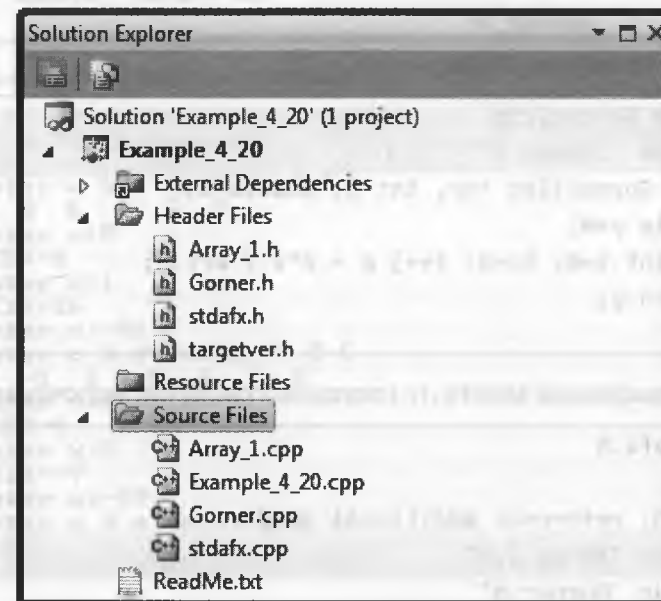 Solution Explorer
Solution 'Example_4_20' (1 project)
Example_4_20
External Dependencies
Header Files
Array_1.h
Gorner.h
stdafx.h
targetver.h
Resource Files
Source Files
Array_1.cpp
Example_4_20.cpp
Gorner.cpp
stdafx.cpp
ReadMe.txt